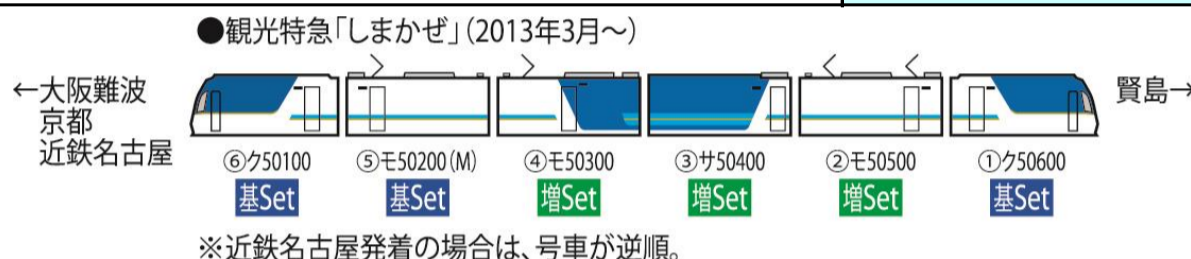 ●観光特急「しまかぜ」(2013年3月〜)
←大阪難波
京都
近鉄名古屋
賢島→
⑥ク50100 ⑤モ50200(M) ④モ50300 ③サ50400 ②モ50500 ①ク50600
基Set 基Set 増Set 増Set 増Set 基Set
※近鉄名古屋発着の場合は、号車が逆順。